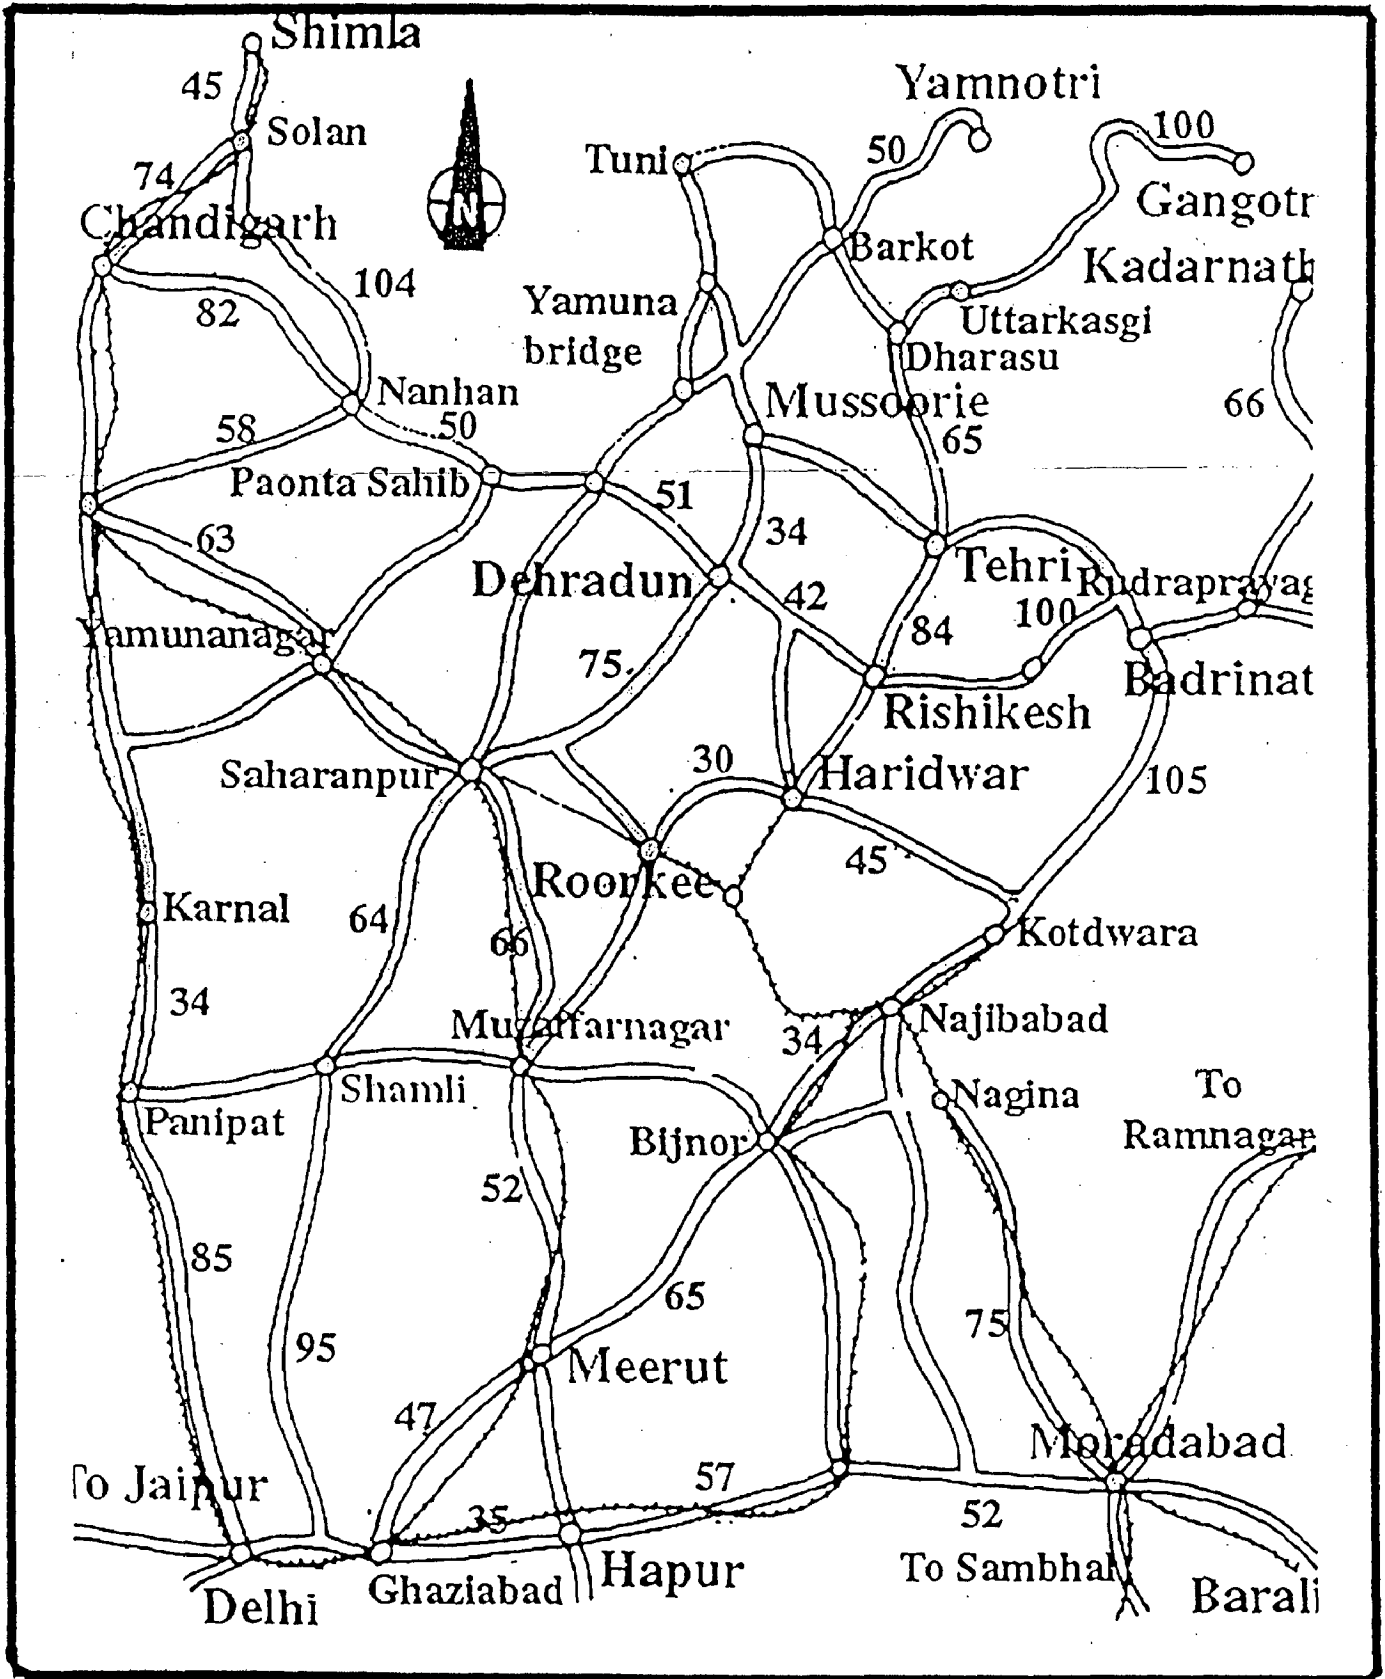 Shimla
45
Yamnotri
Solan
100
50
Tuni
74
Gangotr
N
Chandigarh
Barkot
Kadarnath
104
82
Yamuna
bridge
Uttarkasgi
Dharasu
Nanhan
Mussoorie
66
58
50
65
Paonta Sahib
51
34
63
Dehradun
Tehri
Rudraprayag
42
100
84
Yamunanagar
75
Badrinat
Rishikesh
30
Saharanpur
Haridwar
105
45
Roorkee
Karnal
64
66
Kotdwara
34
Muzaffarnagar
34
Najibabad
Shamli
Nagina
To
Ramnagar
Panipat
Bijnor
52
85
65
75
95
Meerut
47
Moradabad
To Jaipur
57
35
52
Hapur
To Sambhal
Ghaziabad
Barali
Delhi